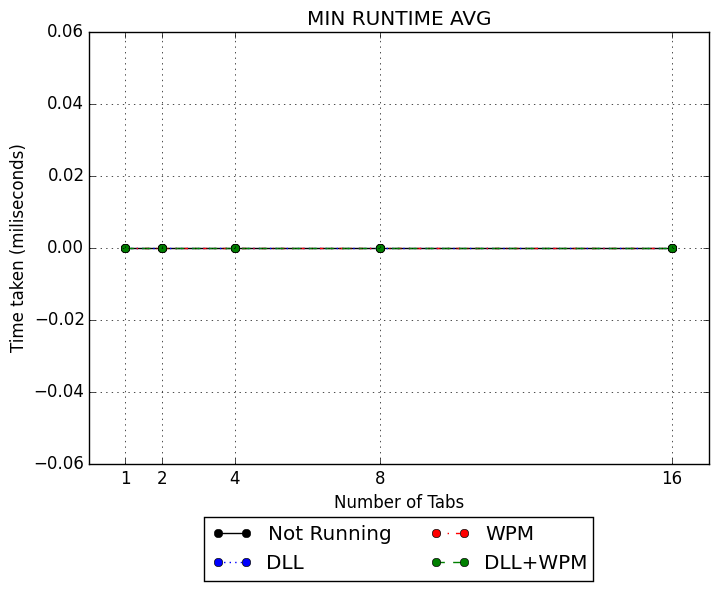 MIN RUNTIME AVG
0.06
0.04
0.02
0.00
−0.02
−0.04
−0.06
Time taken (miliseconds)
1 2 4 8 16
Number of Tabs
Not Running WPM
DLL DLL+WPM